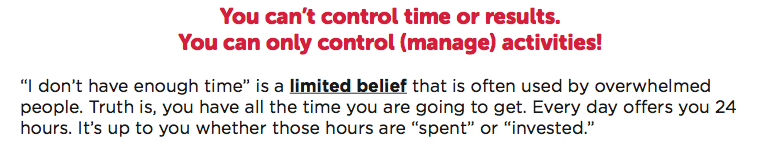 You can’t control time or results.
You can only control (manage) activities!
“I don’t have enough time” is a limited belief that is often used by overwhelmed
people. Truth is, you have all the time you are going to get. Every day offers you 24
hours. It’s up to you whether those hours are “spent” or “invested.”